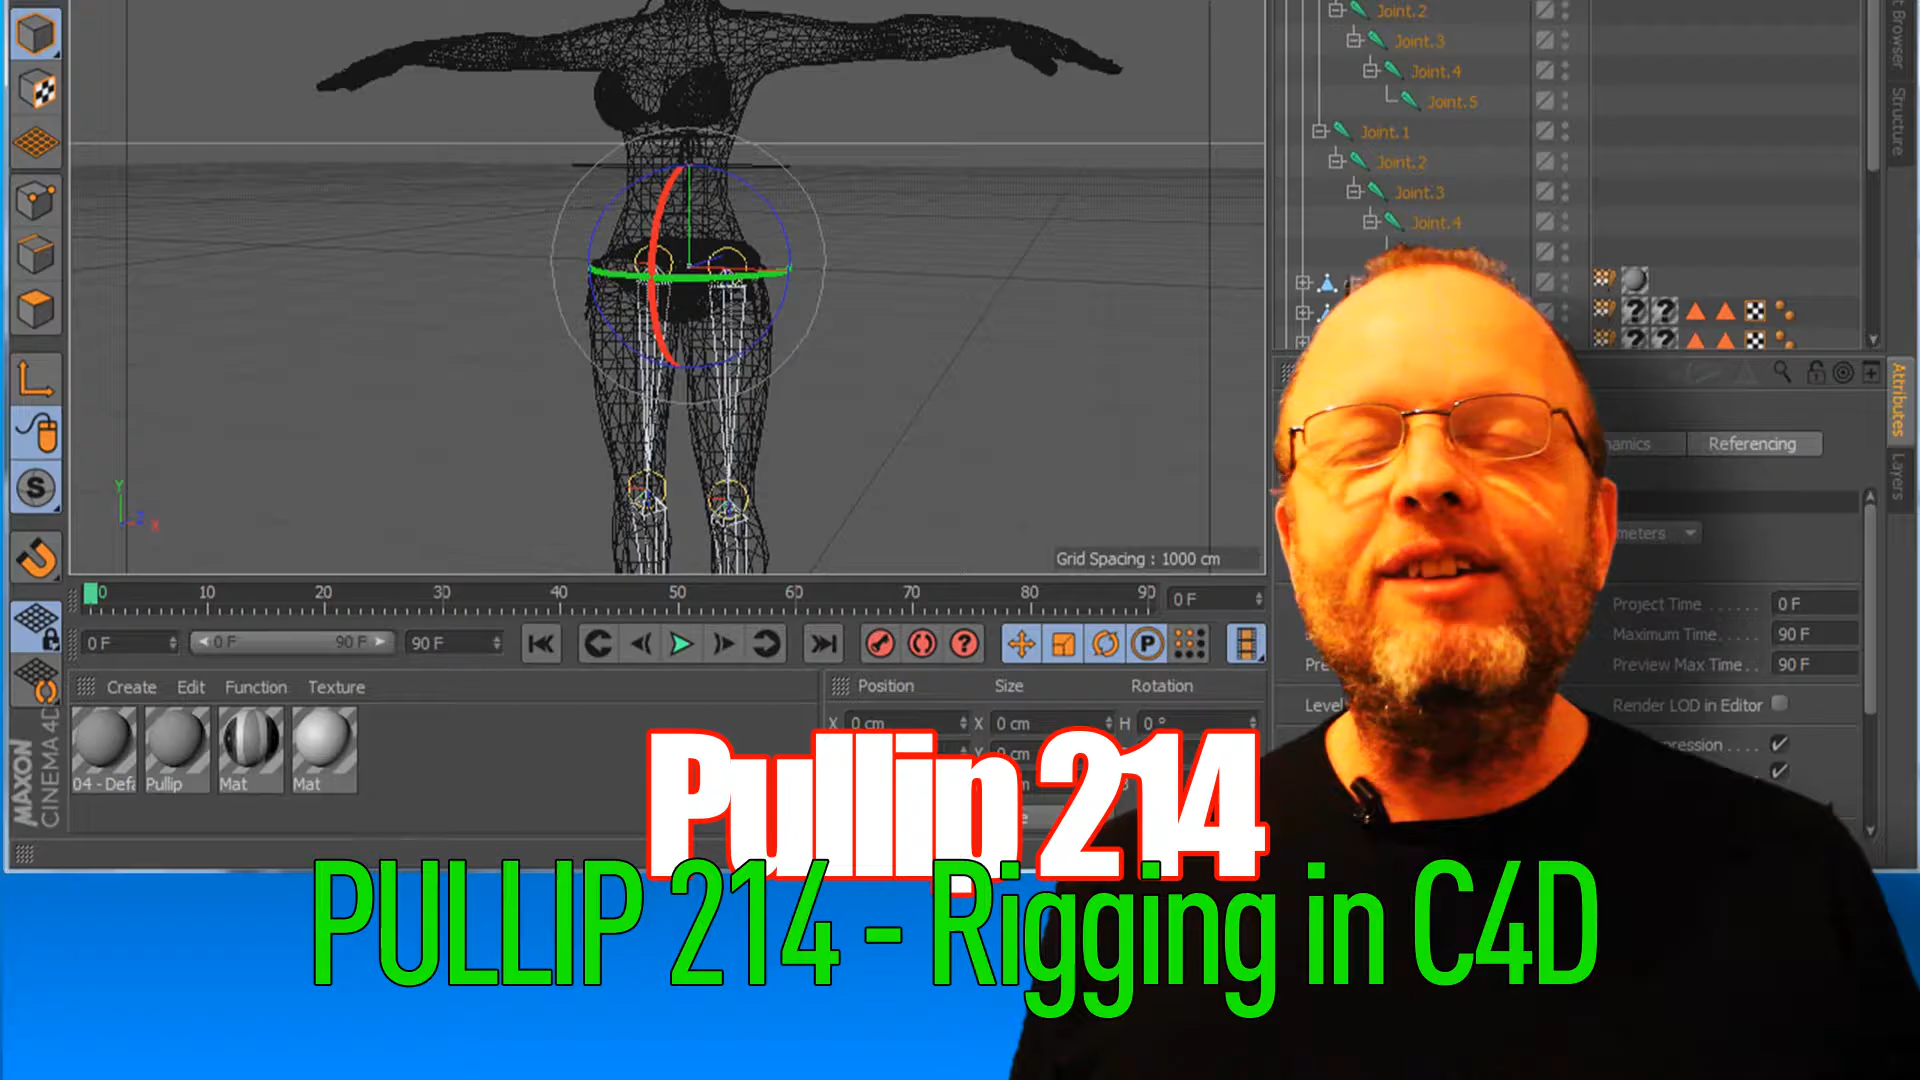 Joint.2
Joint.3
Joint.4
Joint.5
Joint.1
Joint.2
Joint.3
Joint.4
Structure
Attributes
Layers
Referencing
Grid Spacing : 1000 cm
0 10 20 30 40 50 60 70 80 90 0 F
0 F 0 F 90 F 90 F
P
S
Y
X
Project Time 0 F
Maximum Time 90 F
Preview Max Time 90 F
Render LOD in Editor
Create Edit Function Texture
Position Size Rotation
X 0 cm X 0 cm H 0 °
Y 0 cm
04 - Defa Pullip Mat Mat
MAXON
CINEMA 4D
Pullip 214
PULLIP 214 - Rigging in C4D